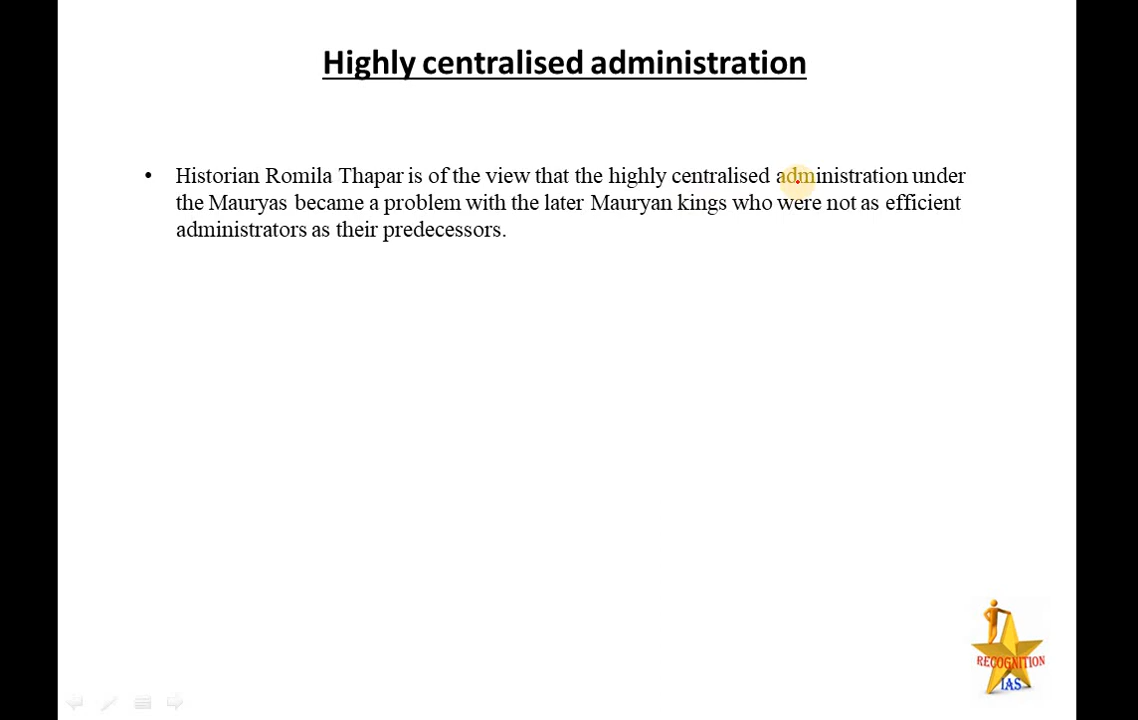 Highly centralised administration
• Historian Romila Thapar is of the view that the highly centralised administration under
the Mauryas became a problem with the later Mauryan kings who were not as efficient
administrators as their predecessors.
RECOGNITION
IAS